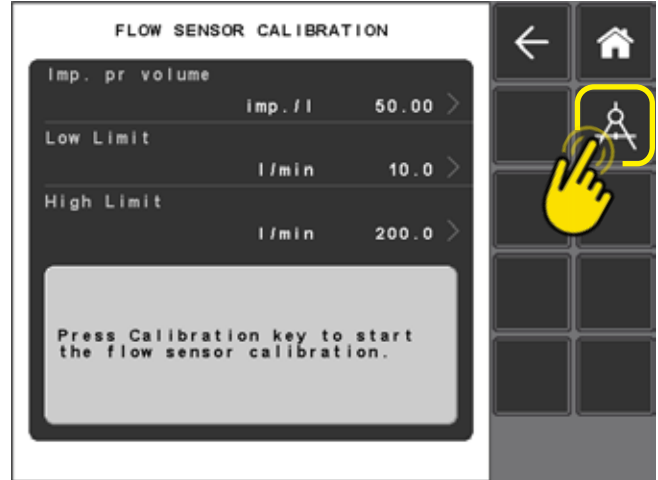 FLOW SENSOR CALIBRATION
Imp. pr volume
imp./l 50.00
Low Limit
l/min 10.0
High Limit
l/min 200.0
Press Calibration key to start
the flow sensor calibration.